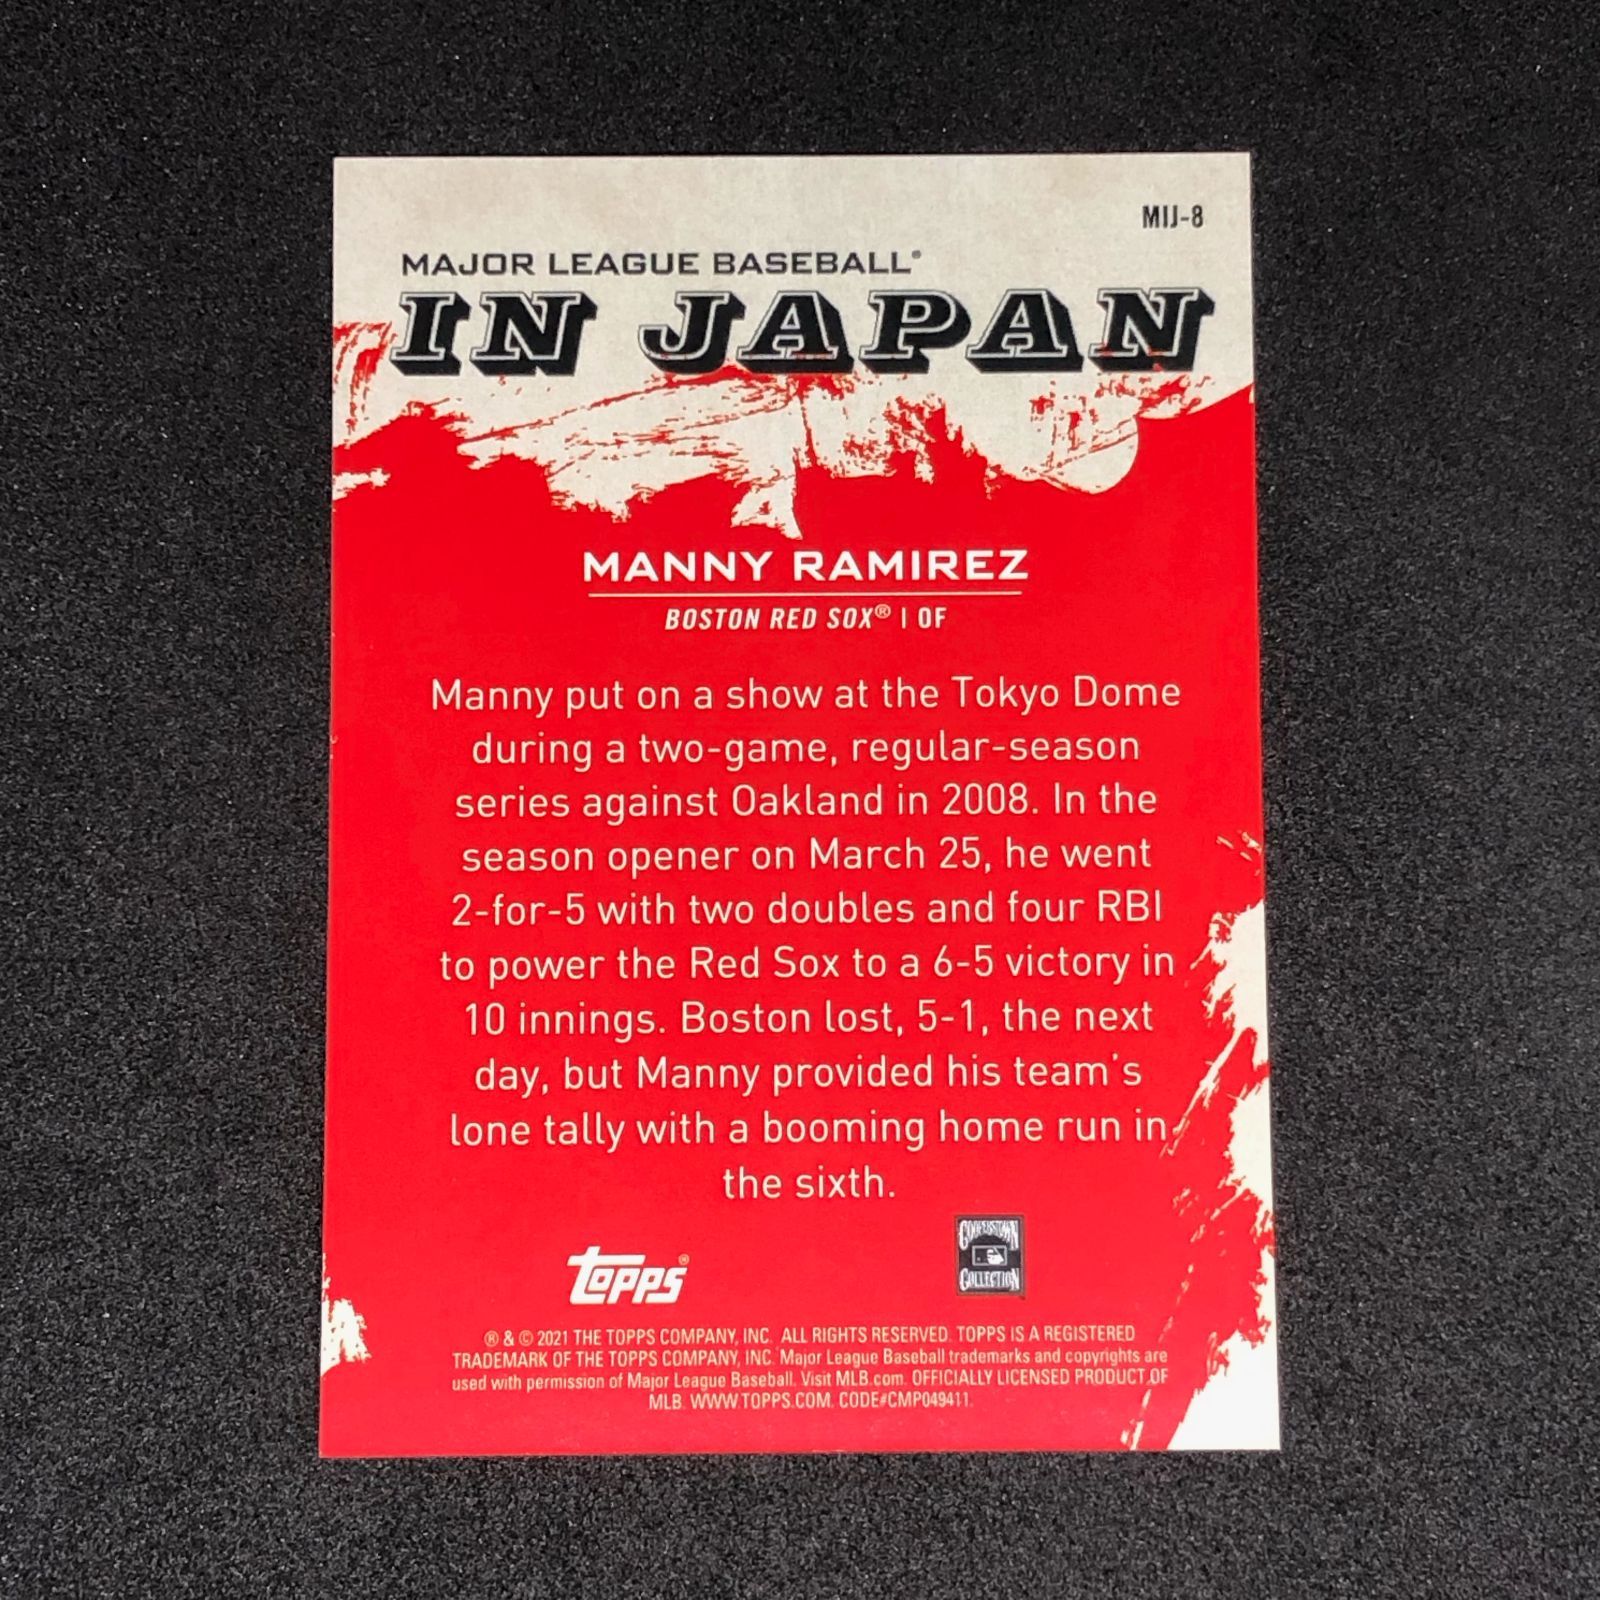 MIJ-8
MAJOR LEAGUE BASEBALL®
IN JAPAN
MANNY RAMIREZ
BOSTON RED SOX® | OF
Manny put on a show at the Tokyo Dome
during a two-game, regular-season
series against Oakland in 2008. In the
season opener on March 25, he went
2-for-5 with two doubles and four RBI
to power the Red Sox to a 6-5 victory in
10 innings. Boston lost, 5-1, the next
day, but Manny provided his team's
lone tally with a booming home run in
the sixth.
COOPERSTOWN
COLLECTION
TOPPS®
® & © 2021 THE TOPPS COMPANY, INC. ALL RIGHTS RESERVED. TOPPS IS A REGISTERED
TRADEMARK OF THE TOPPS COMPANY, INC. Major League Baseball trademarks and copyrights are
used with permission of Major League Baseball. Visit MLB.com. OFFICIALLY LICENSED PRODUCT OF
MLB. WWW.TOPPS.COM. CODE#CMP049411.